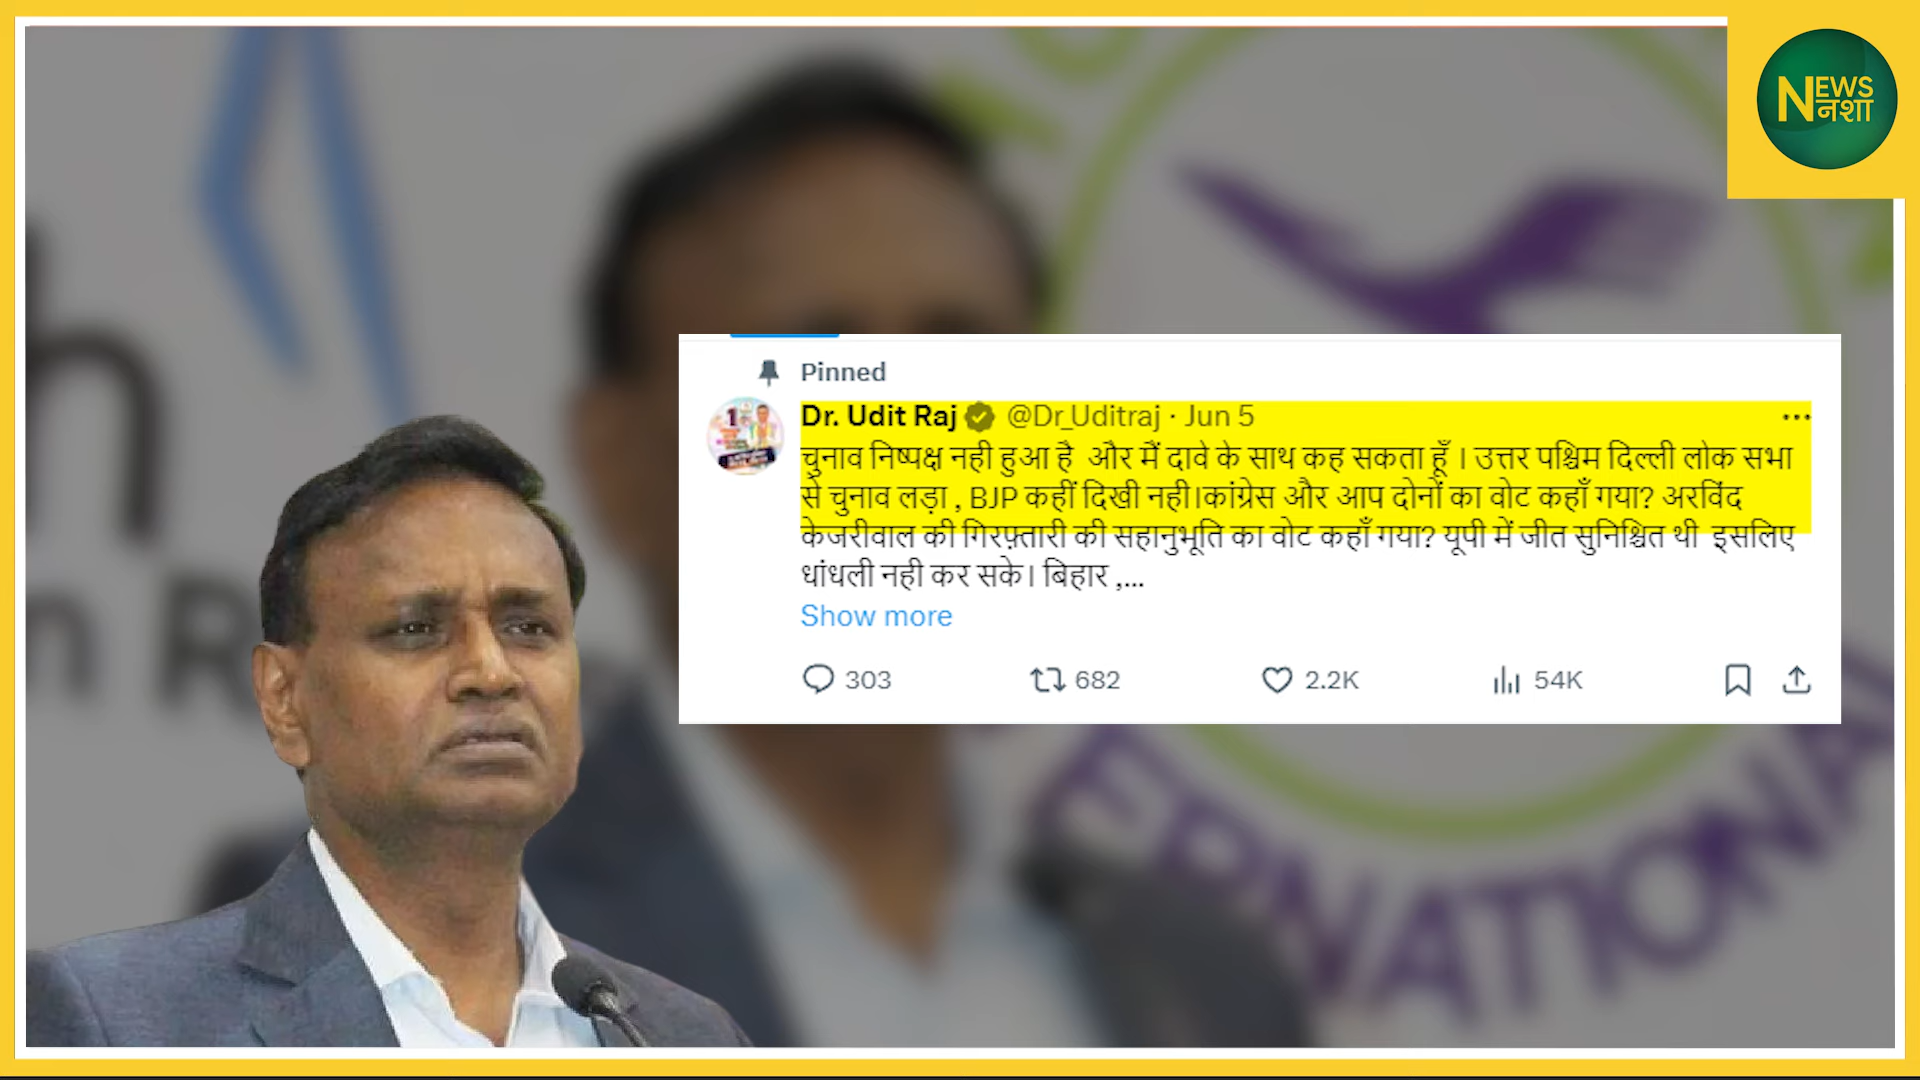 NEWS
नशा
Pinned
Dr. Udit Raj @Dr_Uditraj · Jun 5
चुनाव निष्पक्ष नही हुआ है और मैं दावे के साथ कह सकता हूँ । उत्तर पश्चिम दिल्ली लोक सभा
से चुनाव लड़ा , BJP कहीं दिखी नही।कांग्रेस और आप दोनों का वोट कहाँ गया? अरविंद
केजरीवाल की गिरफ़्तारी की सहानुभूति का वोट कहाँ गया? यूपी में जीत सुनिश्चित थी इसलिए
धांधली नही कर सके। बिहार ,...
Show more
303 682 2.2K 54K
ERNATIONAL